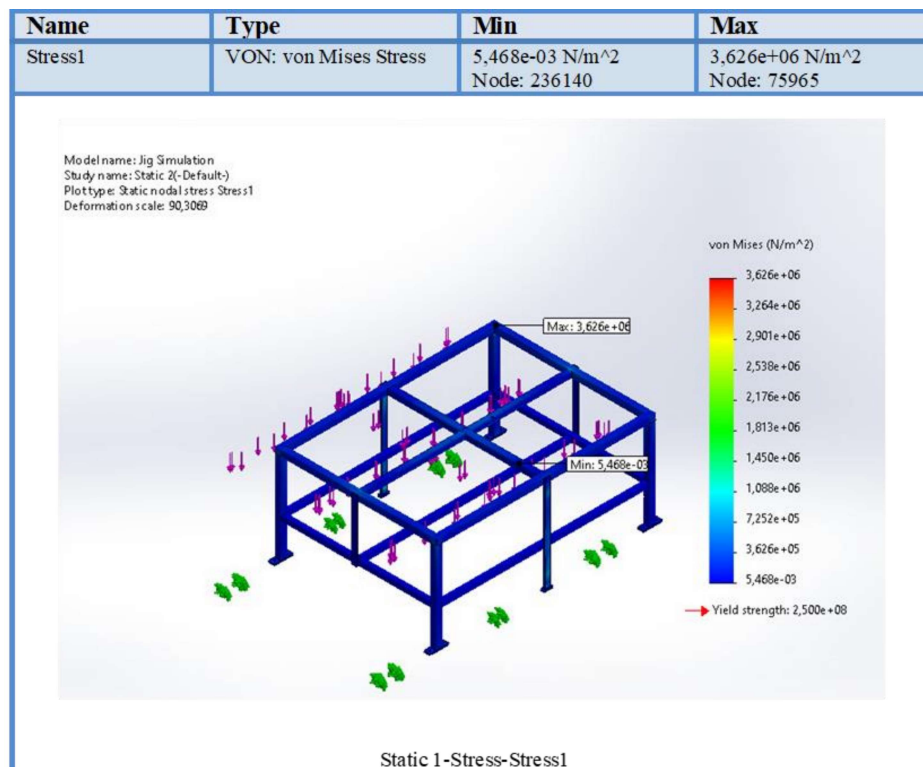 Name Type Min Max
Stress1 VON: von Mises Stress 5,468e-03 N/m^2 3,626e+06 N/m^2
Node: 236140 Node: 75965
Model name: Jig Simulation
Study name: Static 2(-Default-)
Plot type: Static nodal stress Stress1
Deformation scale: 90,3069
von Mises (N/m^2)
3,626e+06
3,264e+06
2,901e+06
2,538e+06
2,176e+06
1,813e+06
1,450e+06
1,088e+06
7,252e+05
3,626e+05
5,468e-03
Yield strength: 2,500e+08
Max: 3,626e+06
Min: 5,468e-03
Static 1-Stress-Stress1